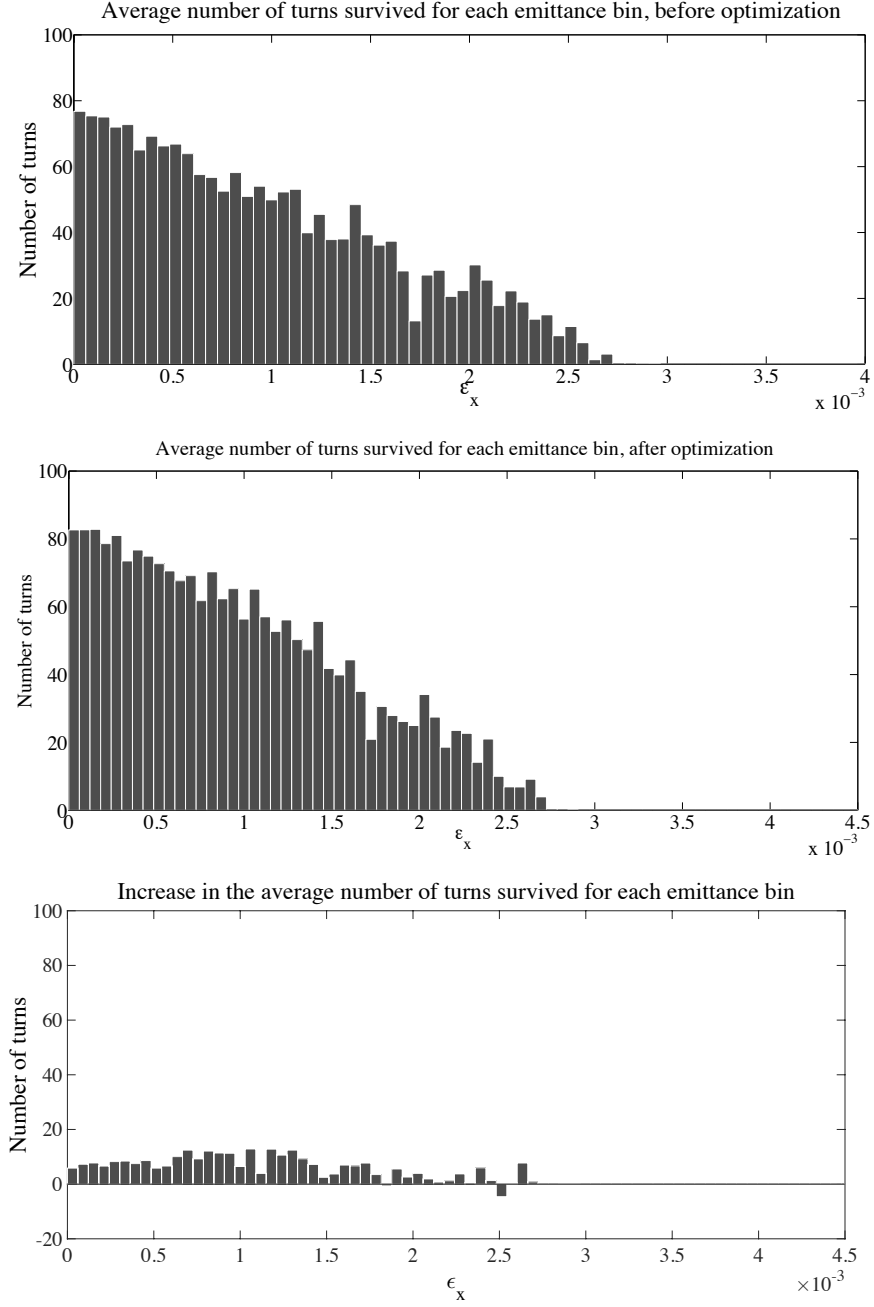 Average number of turns survived for each emittance bin, before optimization
100
80
60
40
20
0
Number of turns
0 0.5 1 1.5 2 2.5 3 3.5 4
ε_x
x 10⁻³
Average number of turns survived for each emittance bin, after optimization
100
80
60
40
20
0
Number of turns
0 0.5 1 1.5 2 2.5 3 3.5 4 4.5
ε_x
x 10⁻³
Increase in the average number of turns survived for each emittance bin
100
80
60
40
20
0
-20
Number of turns
0 0.5 1 1.5 2 2.5 3 3.5 4 4.5
ϵ_x
×10⁻³